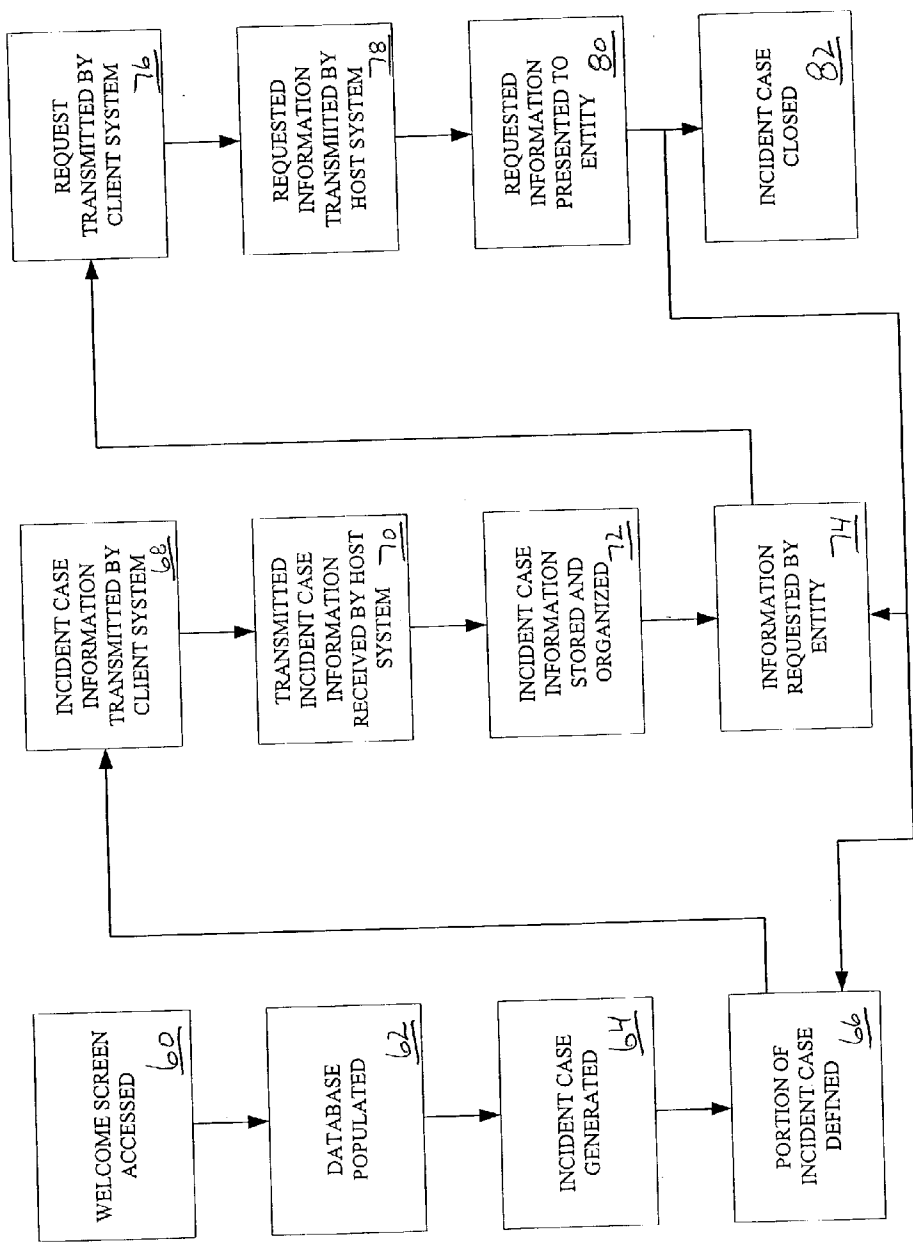 WELCOME SCREEN
ACCESSED
60
DATABASE
POPULATED
62
INCIDENT CASE
GENERATED
64
PORTION OF
INCIDENT CASE
DEFINED
66
INCIDENT CASE
INFORMATION
TRANSMITTED BY
CLIENT SYSTEM
68
TRANSMITTED
INCIDENT CASE
INFORMATION
RECEIVED BY HOST
SYSTEM
70
INCIDENT CASE
INFORMATION
STORED AND
ORGANIZED
72
INFORMATION
REQUESTED BY
ENTITY
74
REQUEST
TRANSMITTED BY
CLIENT SYSTEM
76
REQUESTED
INFORMATION
TRANSMITTED BY
HOST SYSTEM
78
REQUESTED
INFORMATION
PRESENTED TO
ENTITY
80
INCIDENT CASE
CLOSED
82